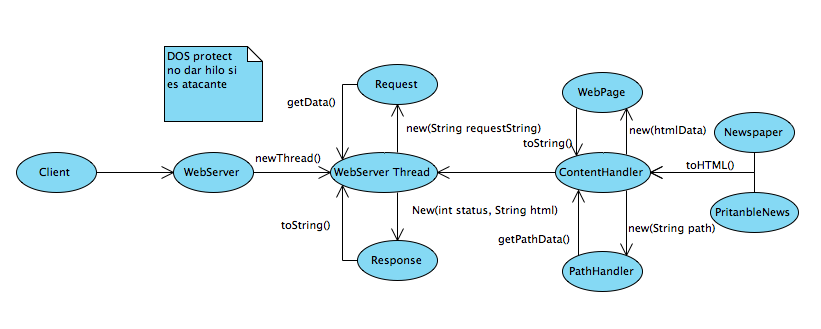 DOS protect
no dar hilo si
es atacante
Request
getData()
new(String requestString)
WebPage
toString()
new(htmlData)
Newspaper
Client
WebServer
newThread()
WebServer Thread
ContentHandler
toHTML()
PritanbleNews
toString()
New(int status, String html)
getPathData()
new(String path)
Response
PathHandler